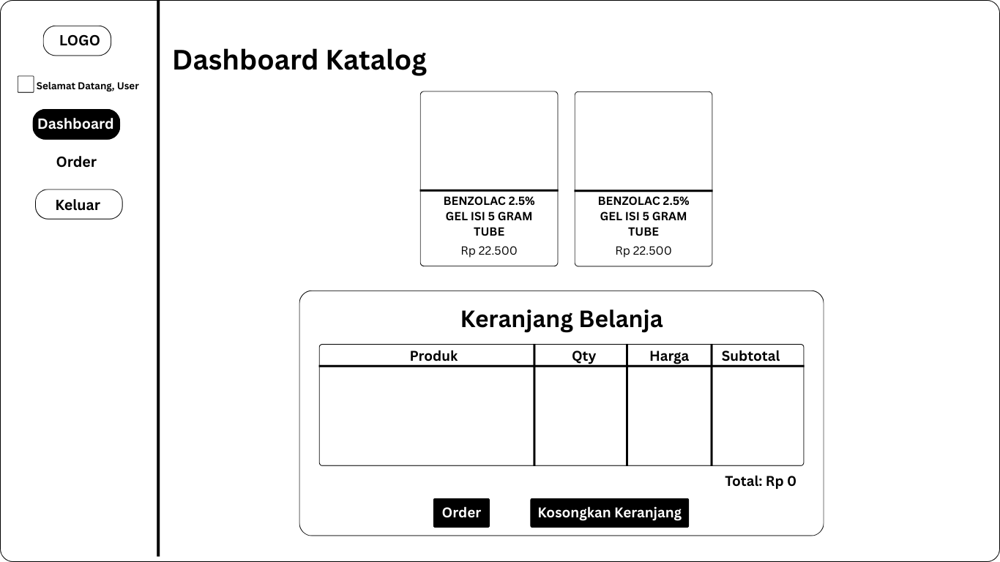 LOGO
Selamat Datang, User
Dashboard
Order
Keluar
Dashboard Katalog
BENZOLAC 2.5%
GEL ISI 5 GRAM
TUBE
Rp 22.500
BENZOLAC 2.5%
GEL ISI 5 GRAM
TUBE
Rp 22.500
Keranjang Belanja
Produk Qty Harga Subtotal
Total: Rp 0
Order Kosongkan Keranjang